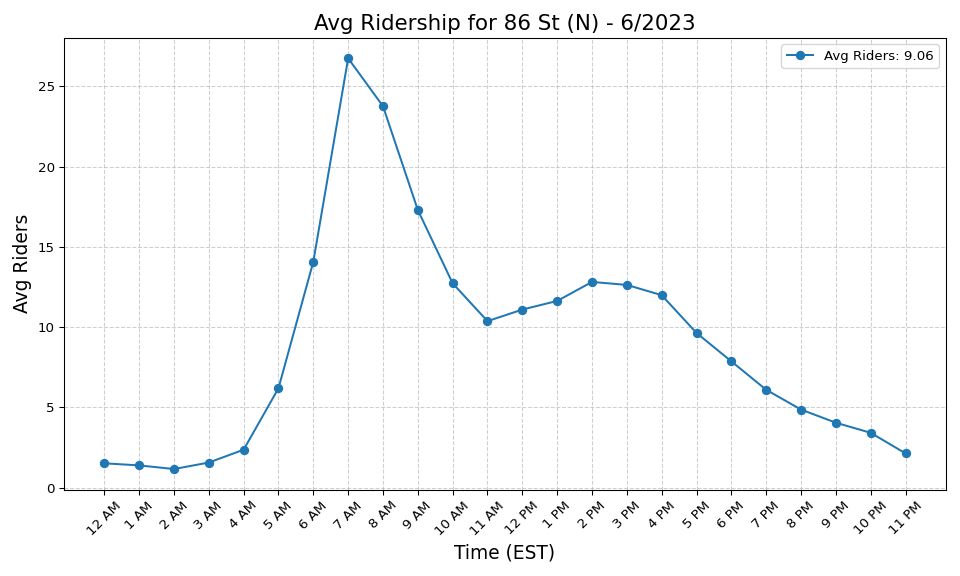 Avg Ridership for 86 St (N) - 6/2023
Avg Riders: 9.06
Avg Riders
25
20
15
10
5
0
12 AM
1 AM
2 AM
3 AM
4 AM
5 AM
6 AM
7 AM
8 AM
9 AM
10 AM
11 AM
12 PM
1 PM
2 PM
3 PM
4 PM
5 PM
6 PM
7 PM
8 PM
9 PM
10 PM
11 PM
Time (EST)